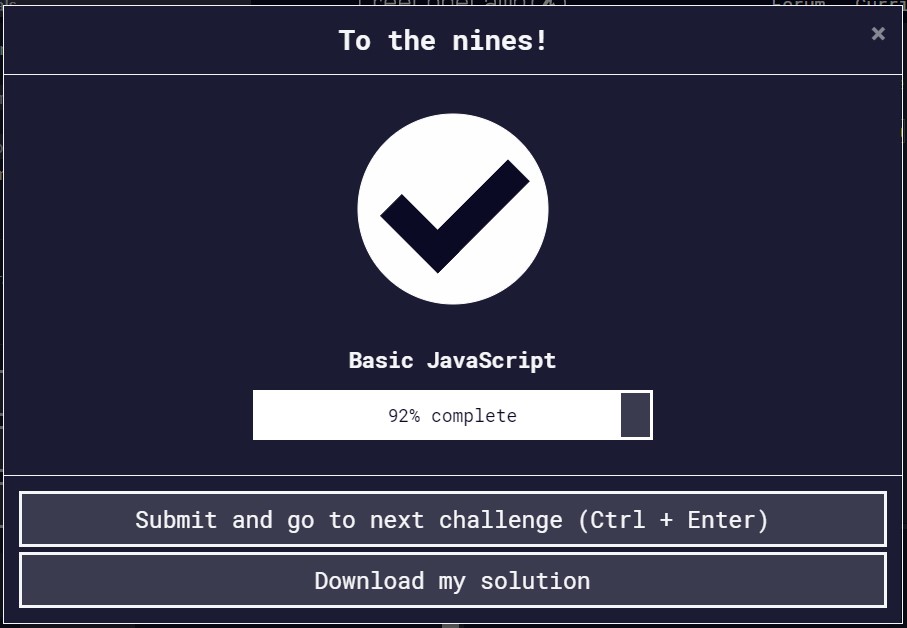 To the nines!
×
Basic JavaScript
92% complete
Submit and go to next challenge (Ctrl + Enter)
Download my solution